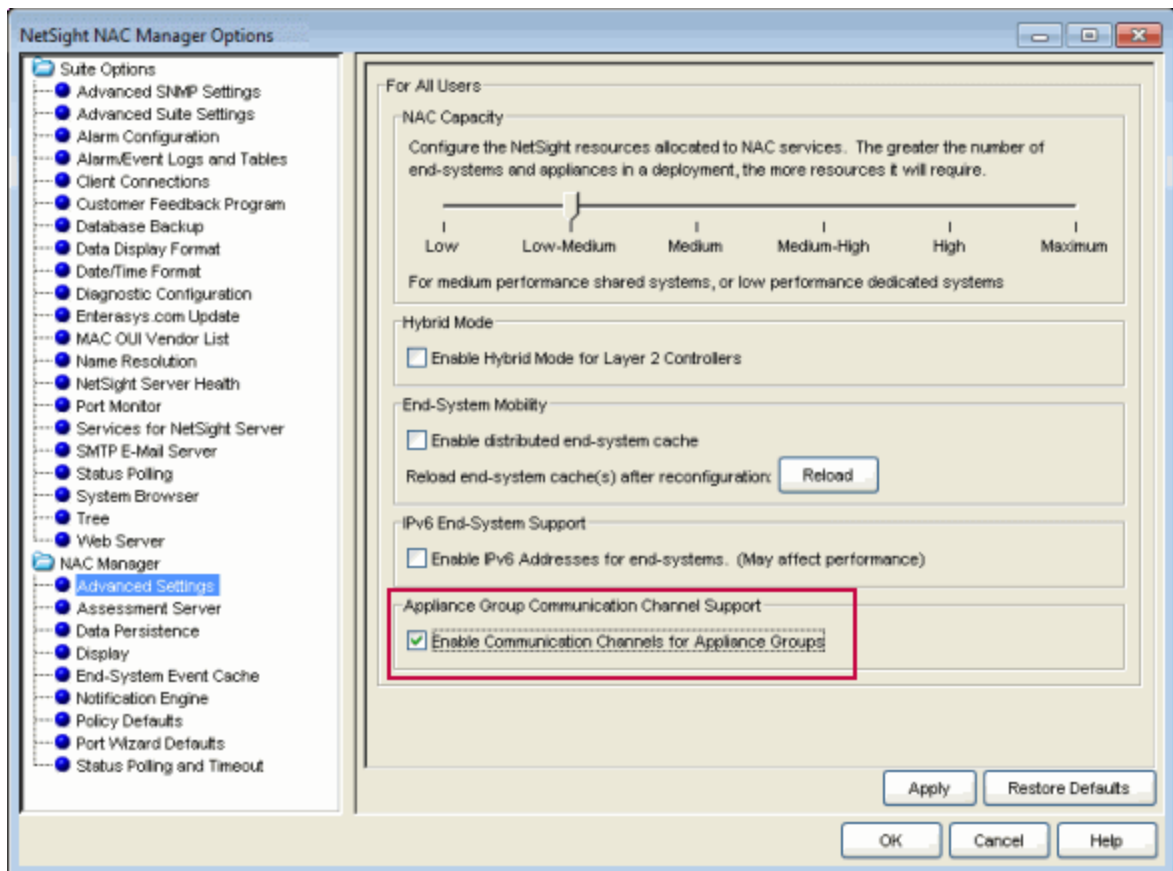 NetSight NAC Manager Options
Suite Options
Advanced SNMP Settings
Advanced Suite Settings
Alarm Configuration
Alarm/Event Logs and Tables
Client Connections
Customer Feedback Program
Database Backup
Data Display Format
Date/Time Format
Diagnostic Configuration
Enterasys.com Update
MAC OUI Vendor List
Name Resolution
NetSight Server Health
Port Monitor
Services for NetSight Server
SMTP E-Mail Server
Status Polling
System Browser
Tree
Web Server
NAC Manager
Advanced Settings
Assessment Server
Data Persistence
Display
End-System Event Cache
Notification Engine
Policy Defaults
Port Wizard Defaults
Status Polling and Timeout
For All Users
NAC Capacity
Configure the NetSight resources allocated to NAC services. The greater the number of
end-systems and appliances in a deployment, the more resources it will require.
Low Low-Medium Medium Medium-High High Maximum
For medium performance shared systems, or low performance dedicated systems
Hybrid Mode
Enable Hybrid Mode for Layer 2 Controllers
End-System Mobility
Enable distributed end-system cache
Reload end-system cache(s) after reconfiguration: Reload
IPv6 End-System Support
Enable IPv6 Addresses for end-systems. (May affect performance)
Appliance Group Communication Channel Support
Enable Communication Channels for Appliance Groups
Apply Restore Defaults
OK Cancel Help